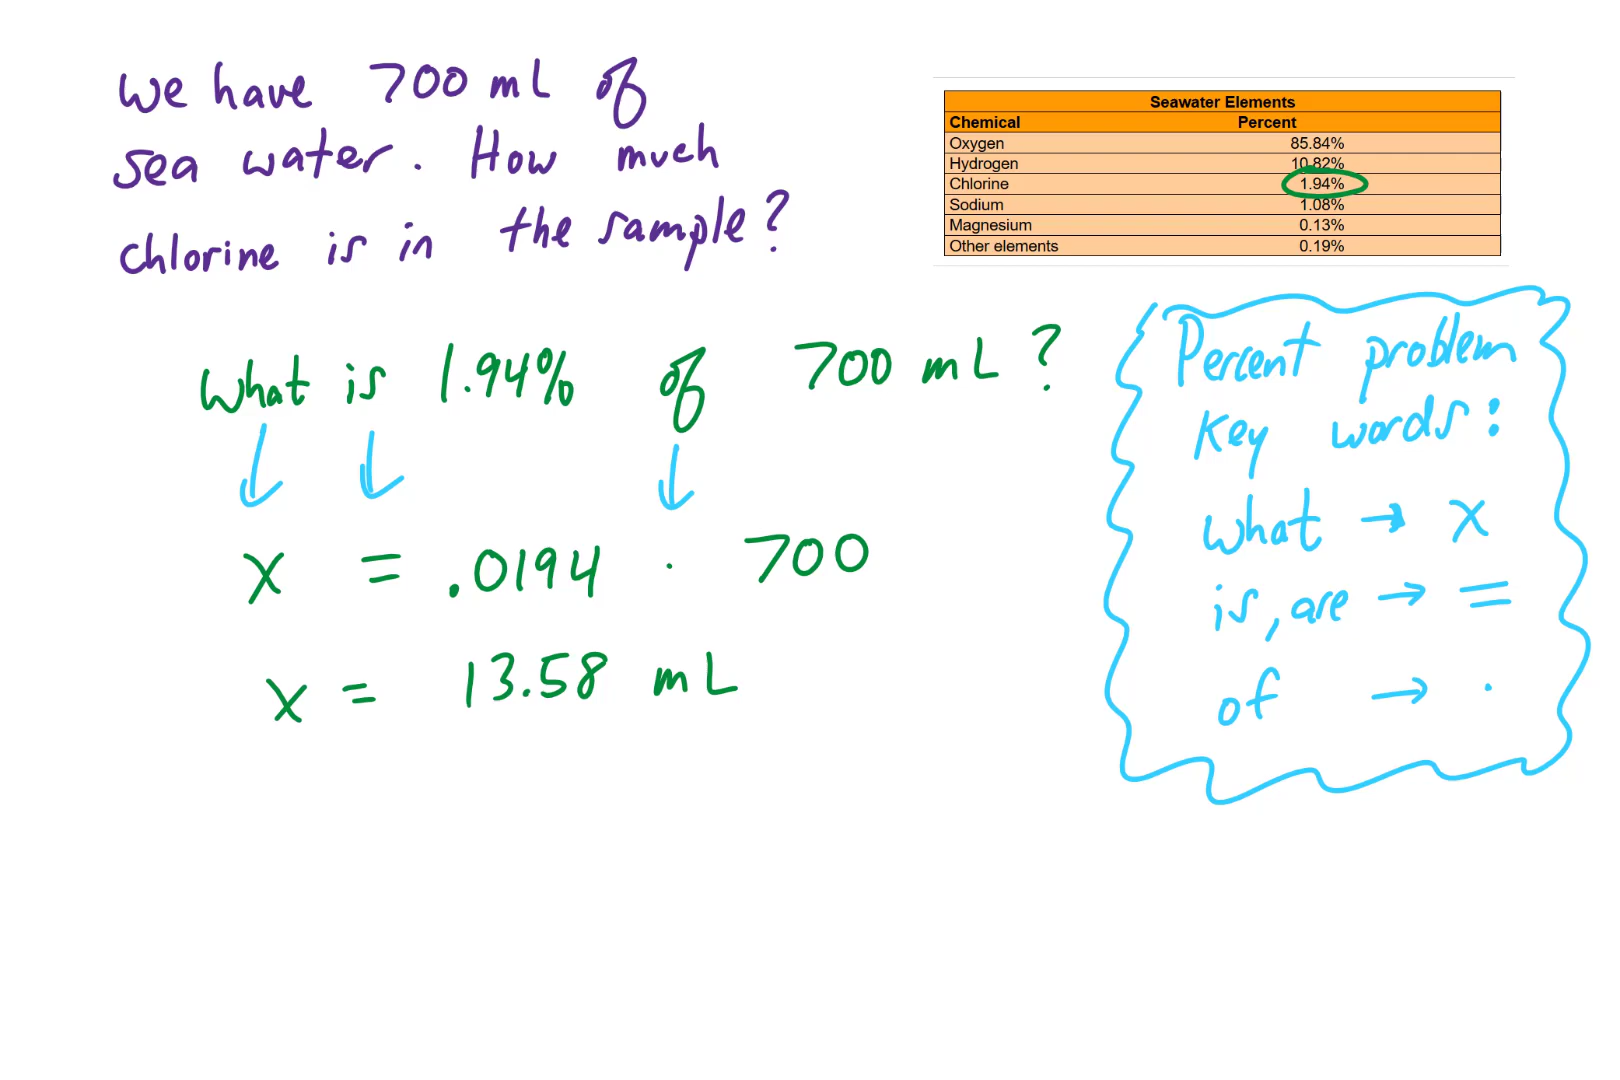 We have 700 mL of
sea water. How much
chlorine is in the sample?
Seawater Elements
Chemical Percent
Oxygen 85.84%
Hydrogen 10.82%
Chlorine 1.94%
Sodium 1.08%
Magnesium 0.13%
Other elements 0.19%
What is 1.94% of 700 mL?
x = .0194 · 700
x = 13.58 mL
Percent problem
Key words:
what → x
is, are → =
of → ·